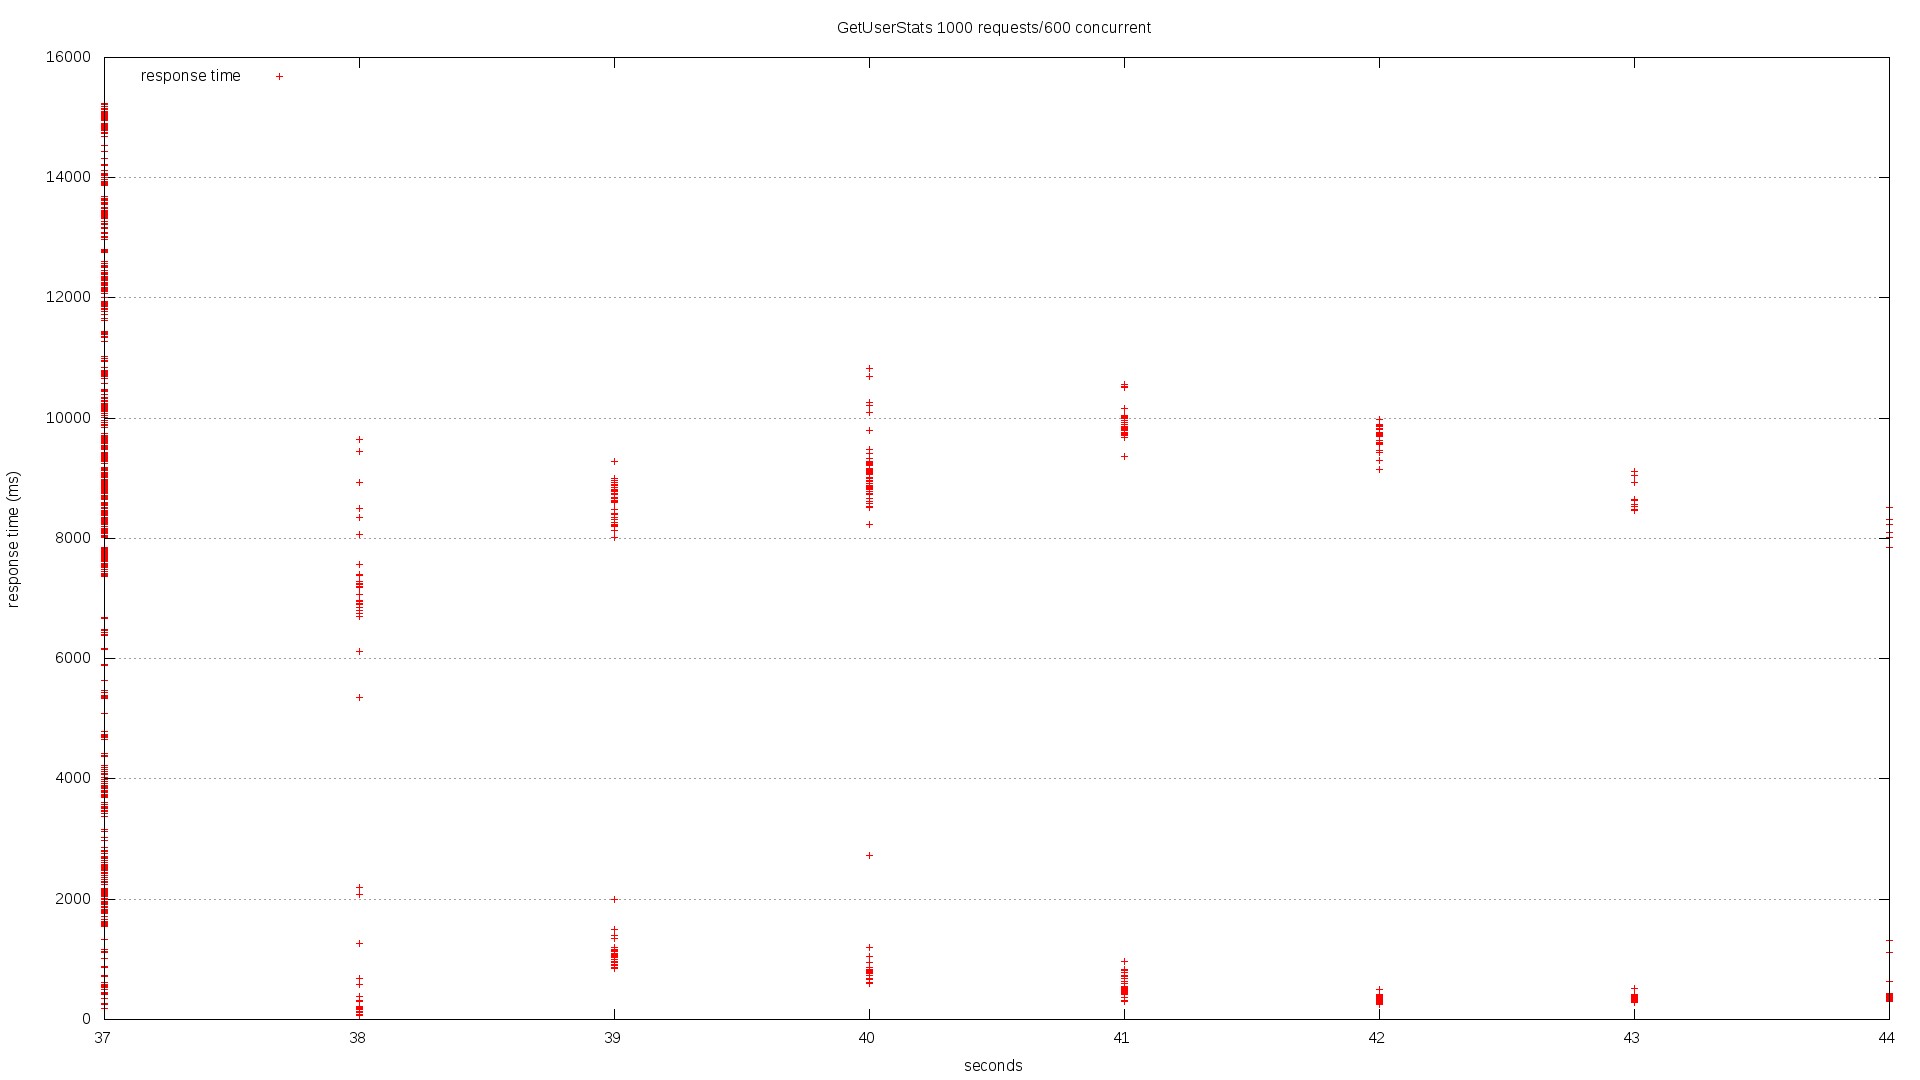 GetUserStats 1000 requests/600 concurrent
response time
16000
14000
12000
10000
8000
6000
4000
2000
0
response time (ms)
37 38 39 40 41 42 43 44
seconds